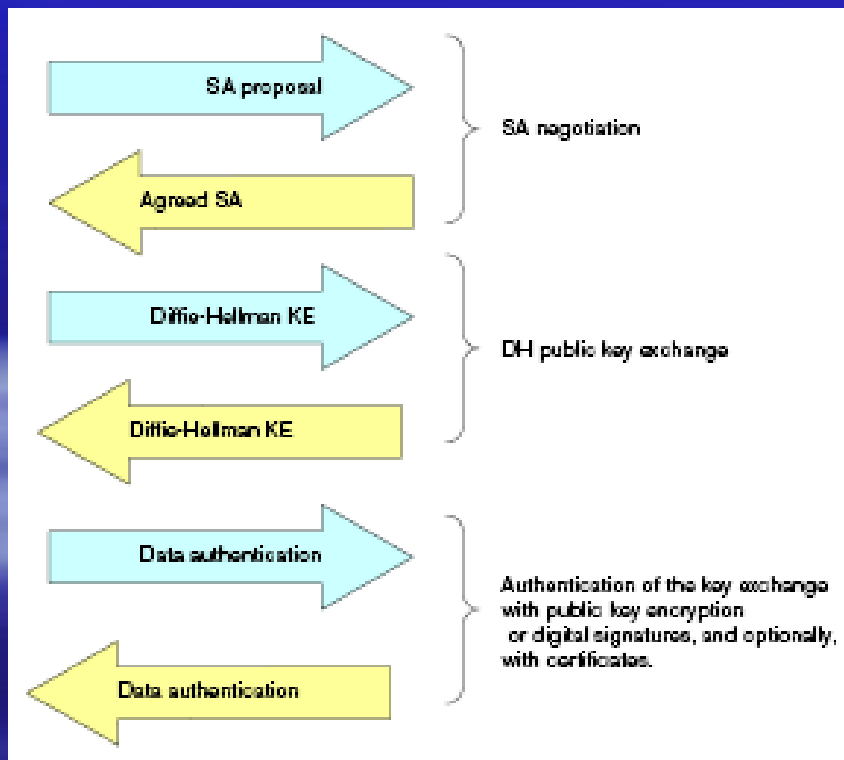 SA proposal
SA negotiation
Agreed SA
Diffie-Hellman KE
DH public key exchange
Diffie-Hellman KE
Data authentication
Authentication of the key exchange
with public key encryption
or digital signatures, and optionally,
with certificates.
Data authentication